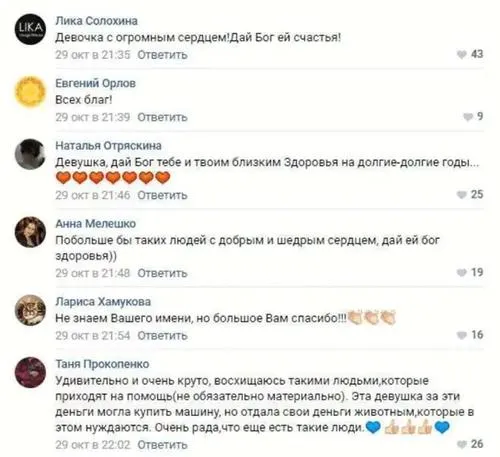 LIKA
Лика Солохина
Девочка с огромным сердцем!Дай Бог ей счастья!
29 окт в 21:35 Ответить 43
Евгений Орлов
Всех благ!
29 окт в 21:39 Ответить 9
Наталья Отряскина
Девушка, дай Бог тебе и твоим близким Здоровья на долгие-долгие годы...
❤❤❤❤❤❤❤
29 окт в 21:46 Ответить 25
Анна Мелешко
Побольше бы таких людей с добрым и щедрым сердцем, дай ей бог
здоровья))
29 окт в 21:48 Ответить 19
Лариса Хамукова
Не знаем Вашего имени, но большое Вам спасибо!!!👏👏👏
29 окт в 21:54 Ответить 16
Таня Прокопенко
Удивительно и очень круто, восхищаюсь такими людьми,которые
приходят на помощь(не обязательно материально). Эта девушка за эти
деньги могла купить машину, но отдала свои деньги животным,которые в
этом нуждаются. Очень рада,что еще есть такие люди.💙👍👍👍💙
29 окт в 22:02 Ответить 26